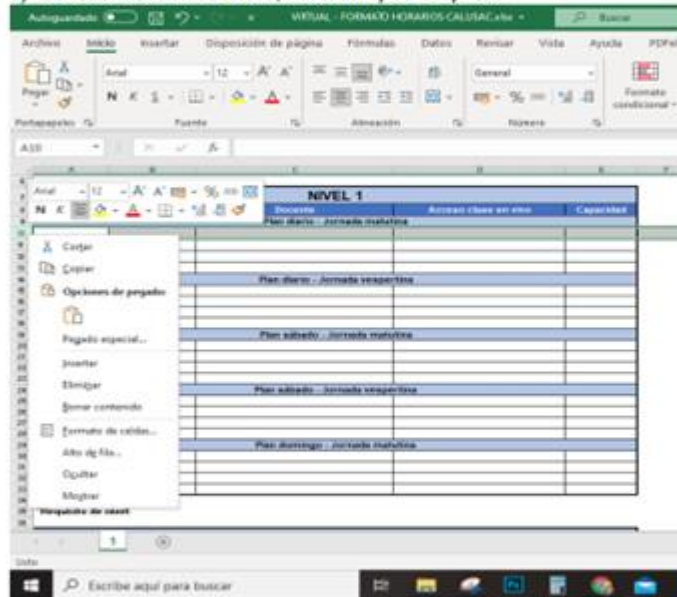 Autoguardado
VIRTUAL - FORMATO HORARIOS CALUSAC.xlsx
Buscar
Archivo Inicio Insertar Disposición de página Fórmulas Datos Revisar Vista Ayuda
Pegar
Arial 12
General
N K S
Formato
condicional
Portapapeles Fuente Alineación Número
A10
Arial 12
N K
NIVEL 1
Docente Capacidad
Plan diario - Jornada matutina
Cortar
Copiar
Opciones de pegado:
Plan diario - Jornada vespertina
Pegado especial...
Plan sábado - Jornada matutina
Insertar
Eliminar
Plan sábado - Jornada vespertina
Borrar contenido
Formato de celdas...
Plan domingo - Jornada matutina
Alto de fila...
Ocultar
Mostrar
Requisito de nivel
1
Listo
Escribe aquí para buscar